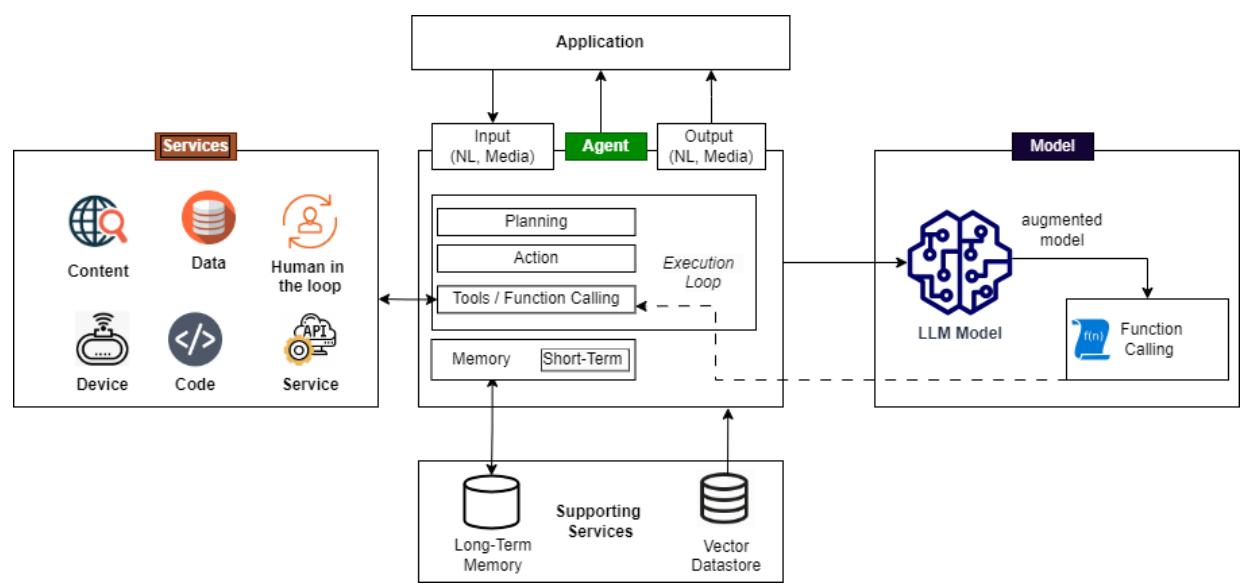 Application
Input
(NL, Media)
Agent
Output
(NL, Media)
Services
Content
Data
Human in
the loop
Device
Code
API
Service
Planning
Action
Tools / Function Calling
Execution
Loop
Memory
Short-Term
Model
augmented
model
LLM Model
f(n)
Function
Calling
Long-Term
Memory
Supporting
Services
Vector
Datastore